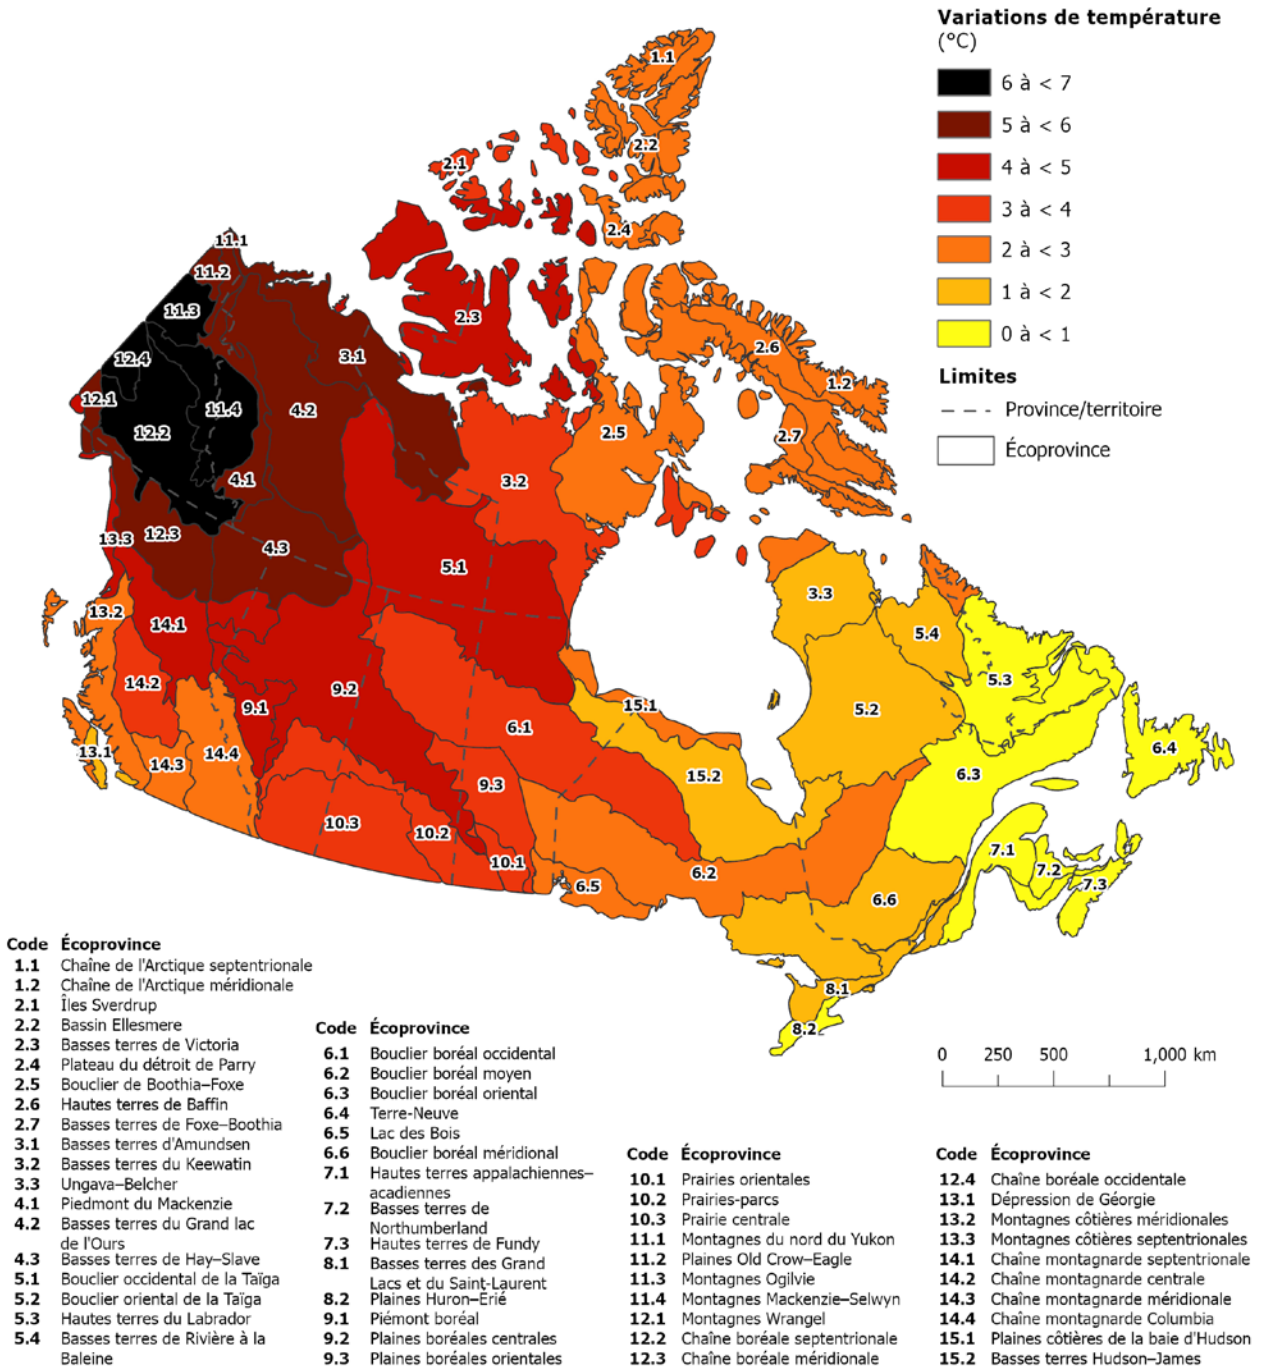 Variations de température
(°C)
6 à < 7
5 à < 6
4 à < 5
3 à < 4
2 à < 3
1 à < 2
0 à < 1
Limites
Province/territoire
Écoprovince
1.1
2.2
2.1
2.4
11.1
11.2
11.3
2.3
2.6
12.4
3.1
1.2
12.1
11.4
4.2
12.2
2.5
2.7
4.1
3.2
13.3
12.3
4.3
5.1
3.3
13.2
14.1
5.4
14.2
9.2
5.3
9.1
15.1
5.2
6.1
13.1
14.4
14.3
6.4
15.2
6.3
9.3
10.3
10.2
10.1
7.1
6.2
7.2
7.3
6.5
6.6
8.1
8.2
0 250 500 1,000 km
Code Écoprovince
1.1 Chaîne de l'Arctique septentrionale
1.2 Chaîne de l'Arctique méridionale
2.1 Îles Sverdrup
2.2 Bassin Ellesmere
2.3 Basses terres de Victoria
2.4 Plateau du détroit de Parry
2.5 Bouclier de Boothia–Foxe
2.6 Hautes terres de Baffin
2.7 Basses terres de Foxe–Boothia
3.1 Basses terres d'Amundsen
3.2 Basses terres du Keewatin
3.3 Ungava–Belcher
4.1 Piedmont du Mackenzie
4.2 Basses terres du Grand lac
de l'Ours
4.3 Basses terres de Hay–Slave
5.1 Bouclier occidental de la Taïga
5.2 Bouclier oriental de la Taïga
5.3 Hautes terres du Labrador
5.4 Basses terres de Rivière à la
Baleine
Code Écoprovince
6.1 Bouclier boréal occidental
6.2 Bouclier boréal moyen
6.3 Bouclier boréal oriental
6.4 Terre-Neuve
6.5 Lac des Bois
6.6 Bouclier boréal méridional
7.1 Hautes terres appalachiennes–
acadiennes
7.2 Basses terres de
Northumberland
7.3 Hautes terres de Fundy
8.1 Basses terres des Grand
Lacs et du Saint-Laurent
8.2 Plaines Huron–Érié
9.1 Piémont boréal
9.2 Plaines boréales centrales
9.3 Plaines boréales orientales
Code Écoprovince
10.1 Prairies orientales
10.2 Prairies-parcs
10.3 Prairie centrale
11.1 Montagnes du nord du Yukon
11.2 Plaines Old Crow–Eagle
11.3 Montagnes Ogilvie
11.4 Montagnes Mackenzie–Selwyn
12.1 Montagnes Wrangel
12.2 Chaîne boréale septentrionale
12.3 Chaîne boréale méridionale
Code Écoprovince
12.4 Chaîne boréale occidentale
13.1 Dépression de Géorgie
13.2 Montagnes côtières méridionales
13.3 Montagnes côtières septentrionales
14.1 Chaîne montagnarde septentrionale
14.2 Chaîne montagnarde centrale
14.3 Chaîne montagnarde méridionale
14.4 Chaîne montagnarde Columbia
15.1 Plaines côtières de la baie d'Hudson
15.2 Basses terres Hudson–James